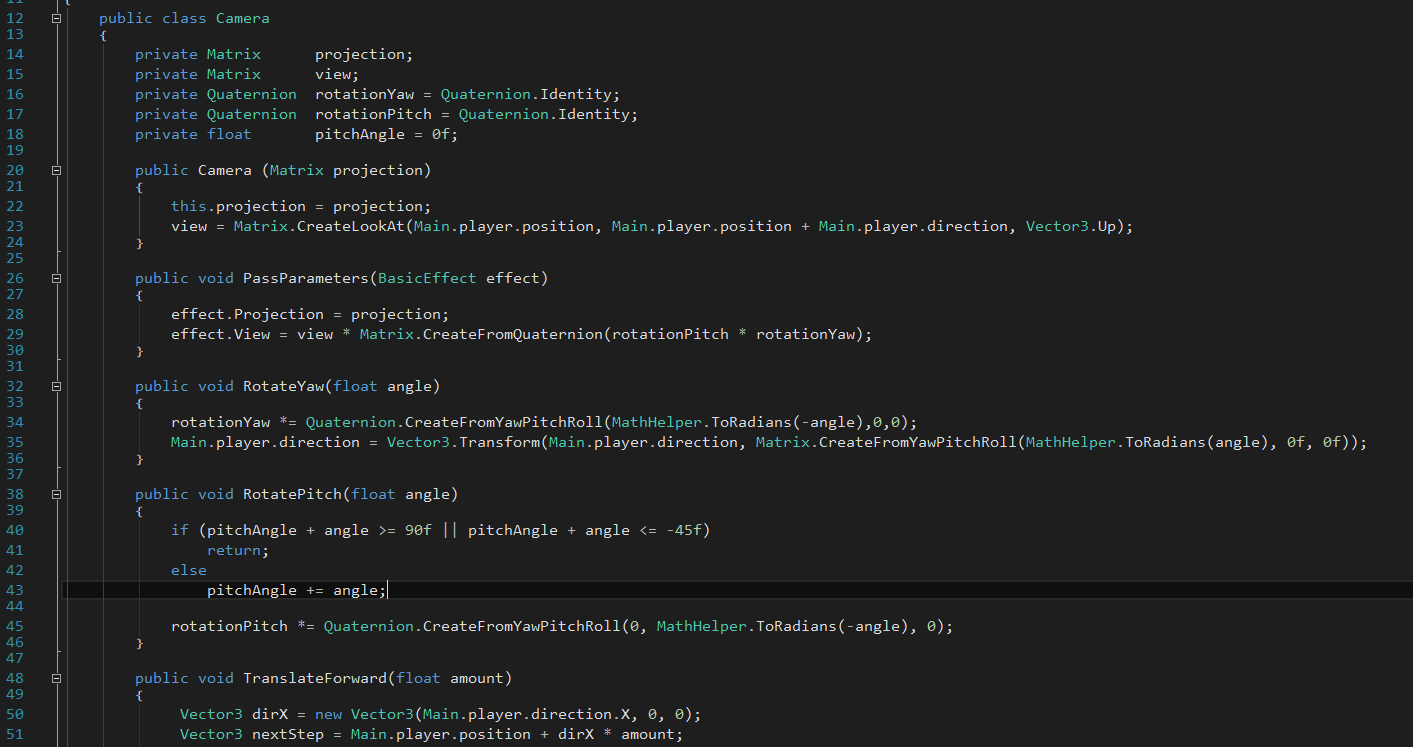 11 {
12 public class Camera
13 {
14 private Matrix projection;
15 private Matrix view;
16 private Quaternion rotationYaw = Quaternion.Identity;
17 private Quaternion rotationPitch = Quaternion.Identity;
18 private float pitchAngle = 0f;
19
20 public Camera (Matrix projection)
21 {
22 this.projection = projection;
23 view = Matrix.CreateLookAt(Main.player.position, Main.player.position + Main.player.direction, Vector3.Up);
24 }
25
26 public void PassParameters(BasicEffect effect)
27 {
28 effect.Projection = projection;
29 effect.View = view * Matrix.CreateFromQuaternion(rotationPitch * rotationYaw);
30 }
31
32 public void RotateYaw(float angle)
33 {
34 rotationYaw *= Quaternion.CreateFromYawPitchRoll(MathHelper.ToRadians(-angle),0,0);
35 Main.player.direction = Vector3.Transform(Main.player.direction, Matrix.CreateFromYawPitchRoll(MathHelper.ToRadians(angle), 0f, 0f));
36 }
37
38 public void RotatePitch(float angle)
39 {
40 if (pitchAngle + angle >= 90f || pitchAngle + angle <= -45f)
41 return;
42 else
43 pitchAngle += angle;
44
45 rotationPitch *= Quaternion.CreateFromYawPitchRoll(0, MathHelper.ToRadians(-angle), 0);
46 }
47
48 public void TranslateForward(float amount)
49 {
50 Vector3 dirX = new Vector3(Main.player.direction.X, 0, 0);
51 Vector3 nextStep = Main.player.position + dirX * amount;